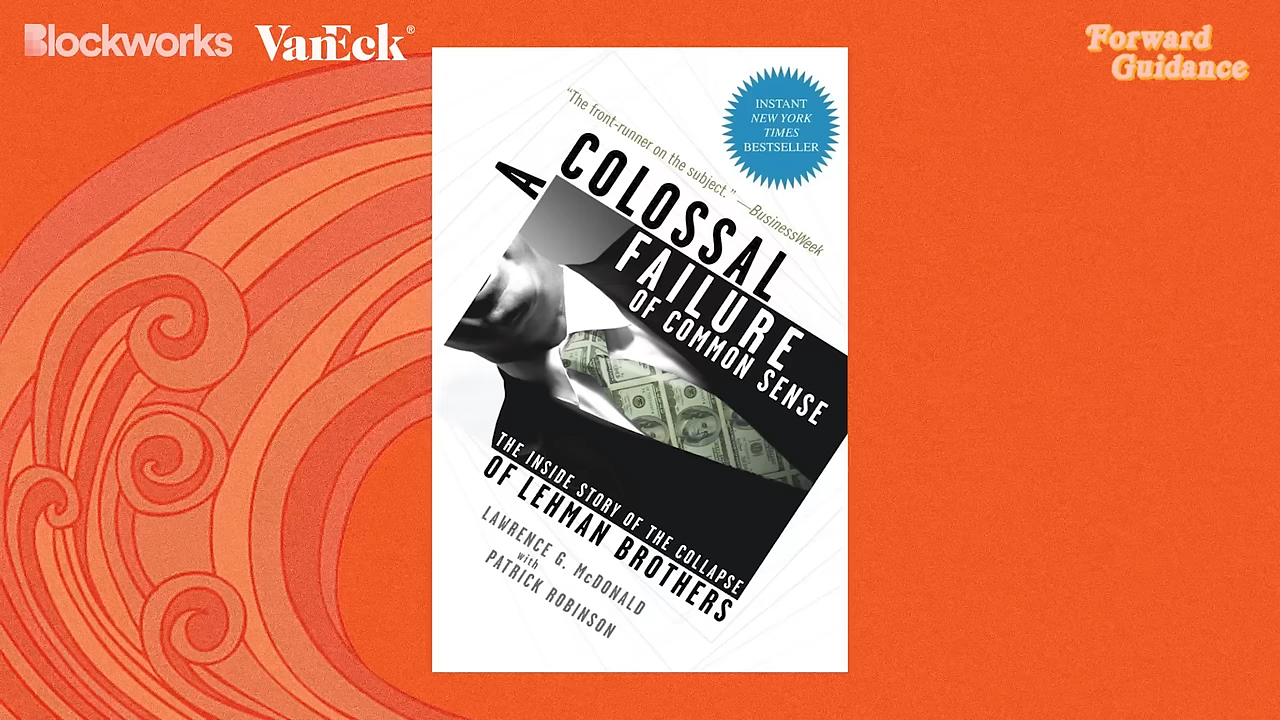 Blockworks
VanEck®
Forward
Guidance
"The front-runner on the subject." —BusinessWeek
INSTANT
NEW YORK
TIMES
BESTSELLER
A COLOSSAL
FAILURE
OF COMMON SENSE
THE INSIDE STORY OF THE COLLAPSE
OF LEHMAN BROTHERS
LAWRENCE G. McDONALD
with
PATRICK ROBINSON